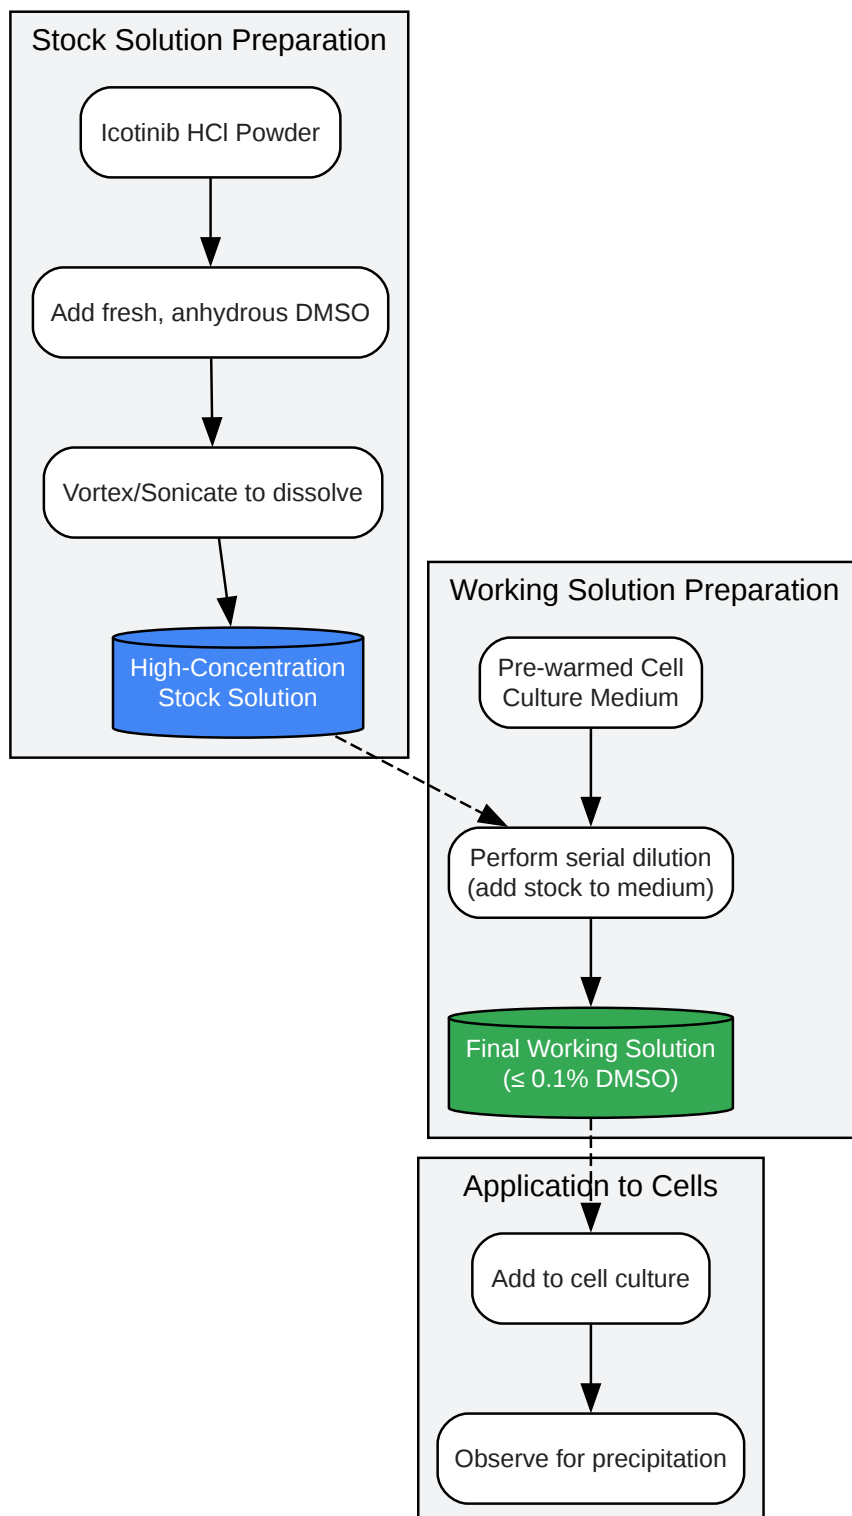 Stock Solution Preparation
Icotinib HCl Powder
Add fresh, anhydrous DMSO
Vortex/Sonicate to dissolve
High-Concentration
Stock Solution
Working Solution Preparation
Pre-warmed Cell
Culture Medium
Perform serial dilution
(add stock to medium)
Final Working Solution
(≤ 0.1% DMSO)
Application to Cells
Add to cell culture
Observe for precipitation